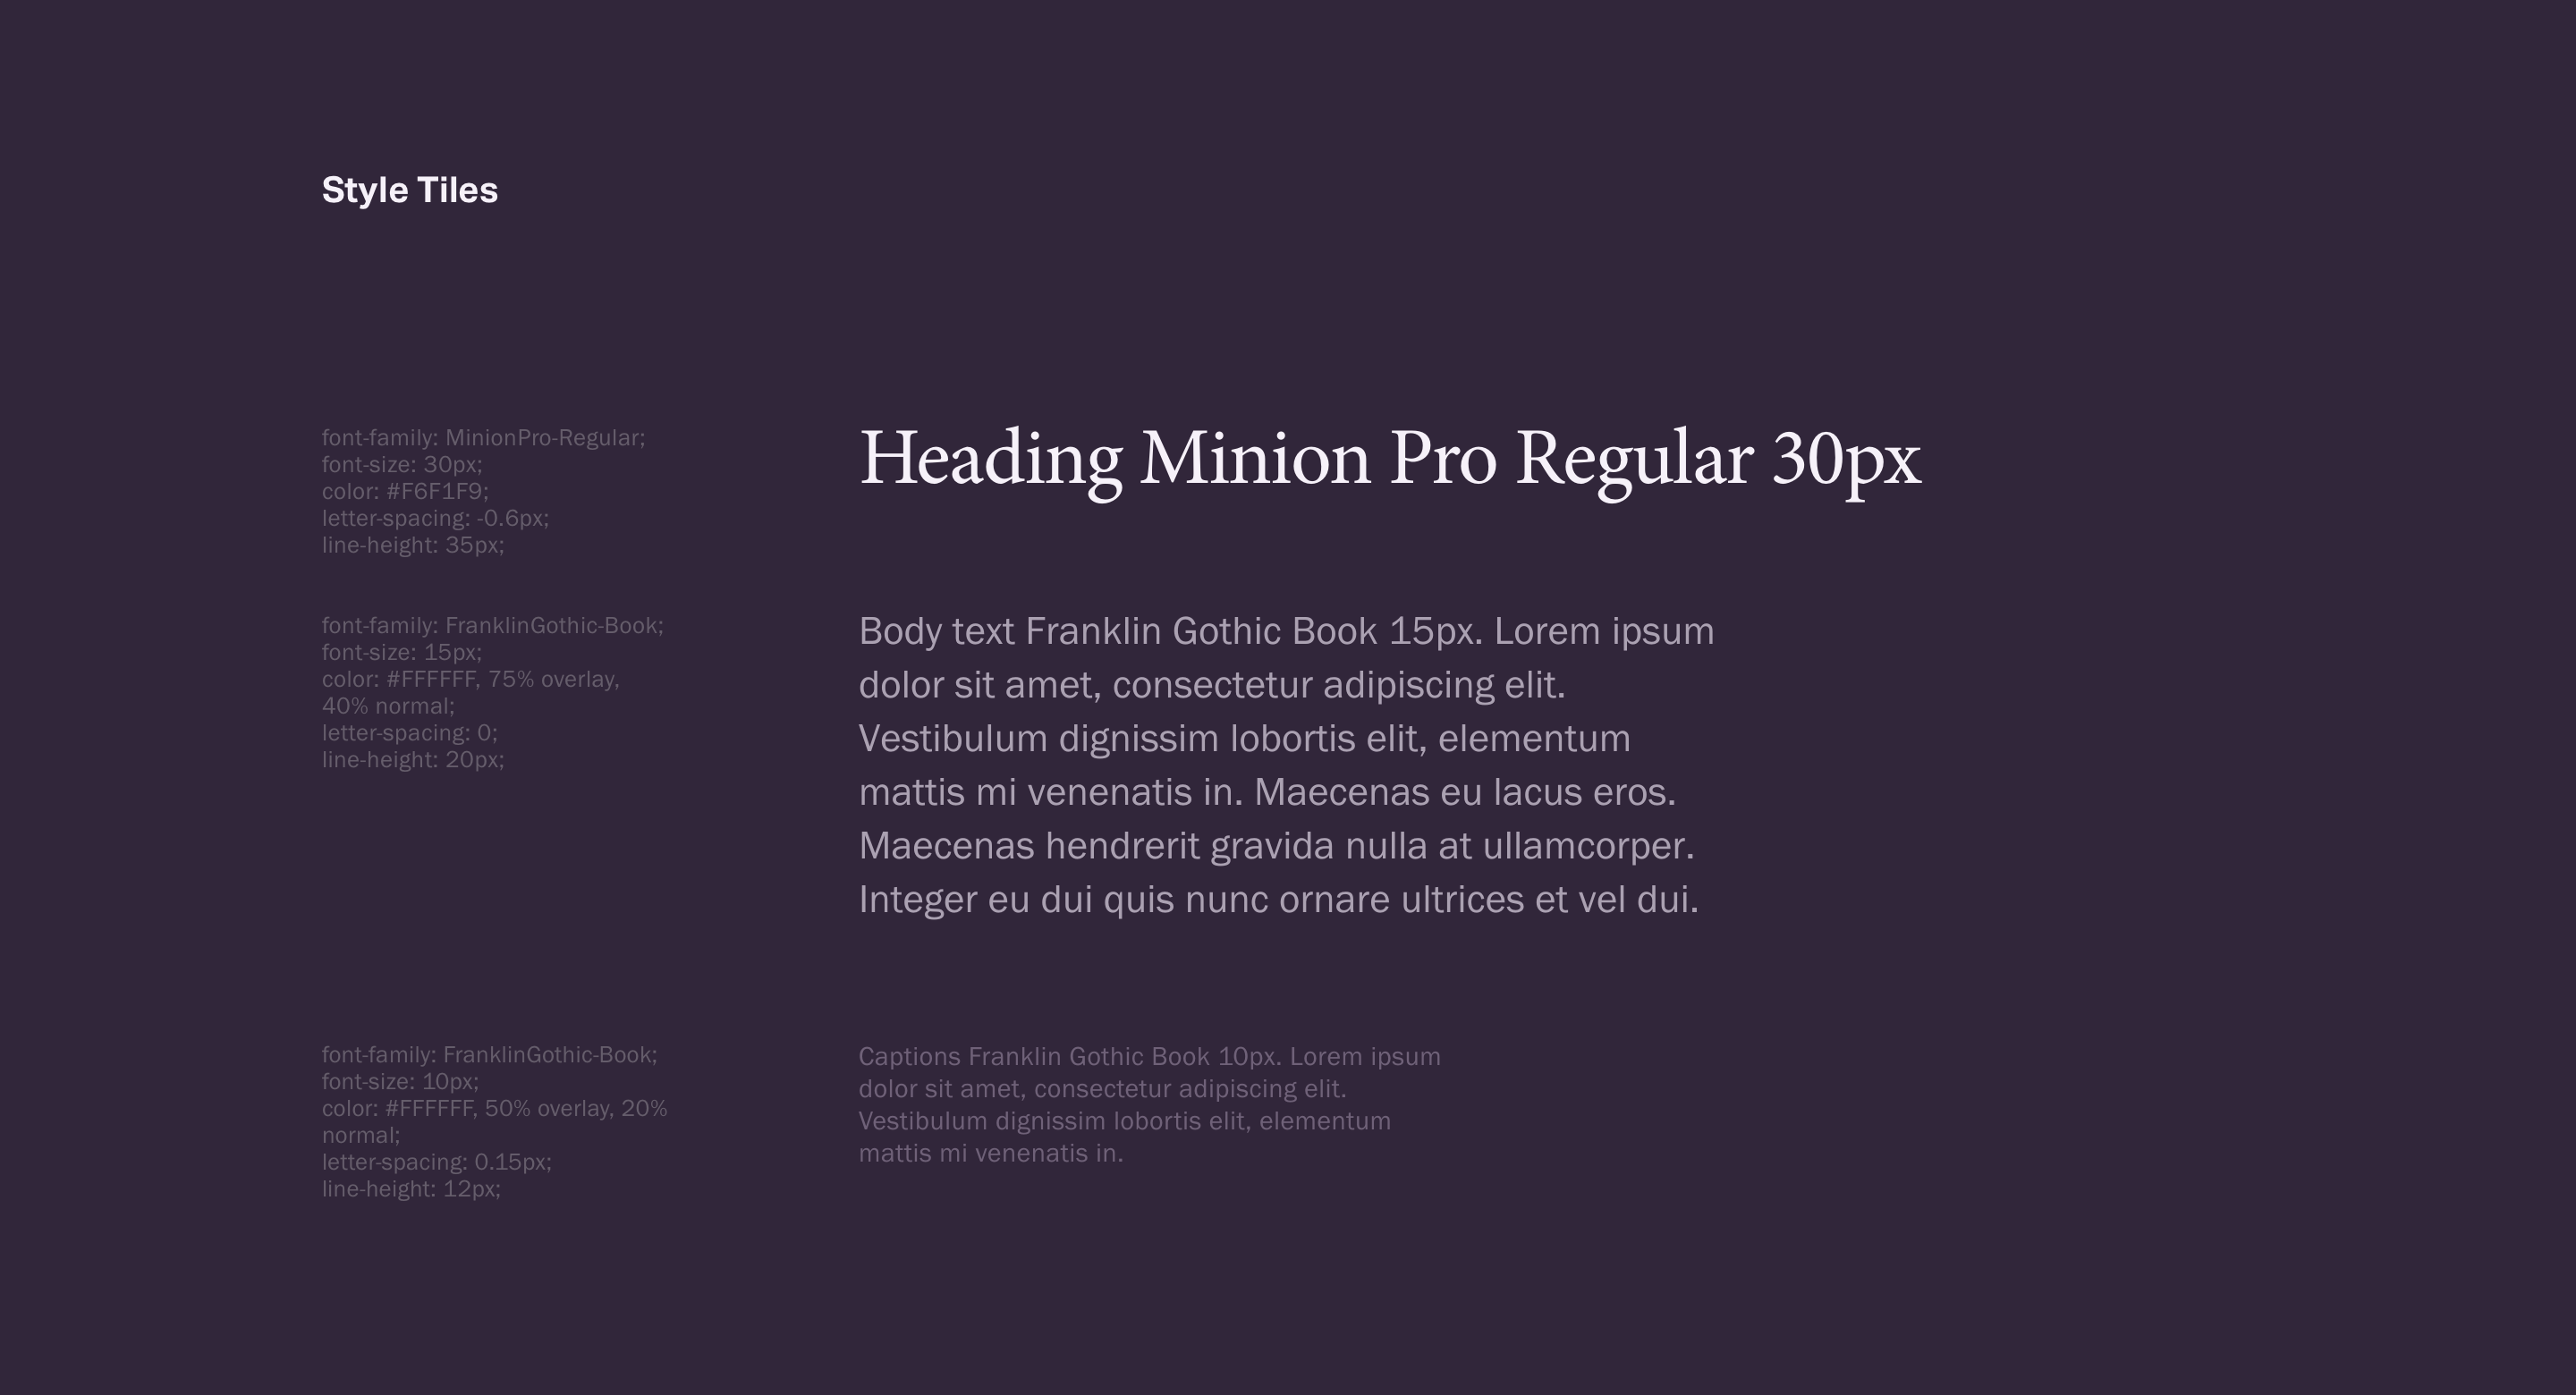 Style Tiles
font-family: MinionPro-Regular;
font-size: 30px;
color: #F6F1F9;
letter-spacing: -0.6px;
line-height: 35px;
Heading Minion Pro Regular 30px
font-family: FranklinGothic-Book;
font-size: 15px;
color: #FFFFFF, 75% overlay,
40% normal;
letter-spacing: 0;
line-height: 20px;
Body text Franklin Gothic Book 15px. Lorem ipsum
dolor sit amet, consectetur adipiscing elit.
Vestibulum dignissim lobortis elit, elementum
mattis mi venenatis in. Maecenas eu lacus eros.
Maecenas hendrerit gravida nulla at ullamcorper.
Integer eu dui quis nunc ornare ultrices et vel dui.
font-family: FranklinGothic-Book;
font-size: 10px;
color: #FFFFFF, 50% overlay, 20%
normal;
letter-spacing: 0.15px;
line-height: 12px;
Captions Franklin Gothic Book 10px. Lorem ipsum
dolor sit amet, consectetur adipiscing elit.
Vestibulum dignissim lobortis elit, elementum
mattis mi venenatis in.